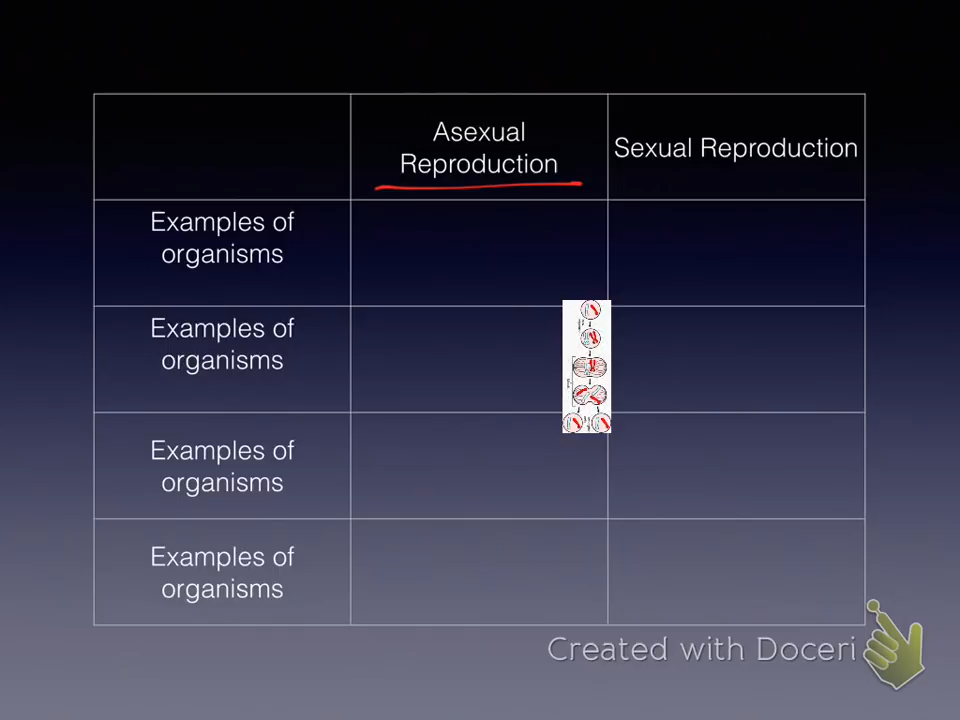 Asexual
Reproduction
Sexual Reproduction
Examples of
organisms
Examples of
organisms
Examples of
organisms
Examples of
organisms
Created with Doceri